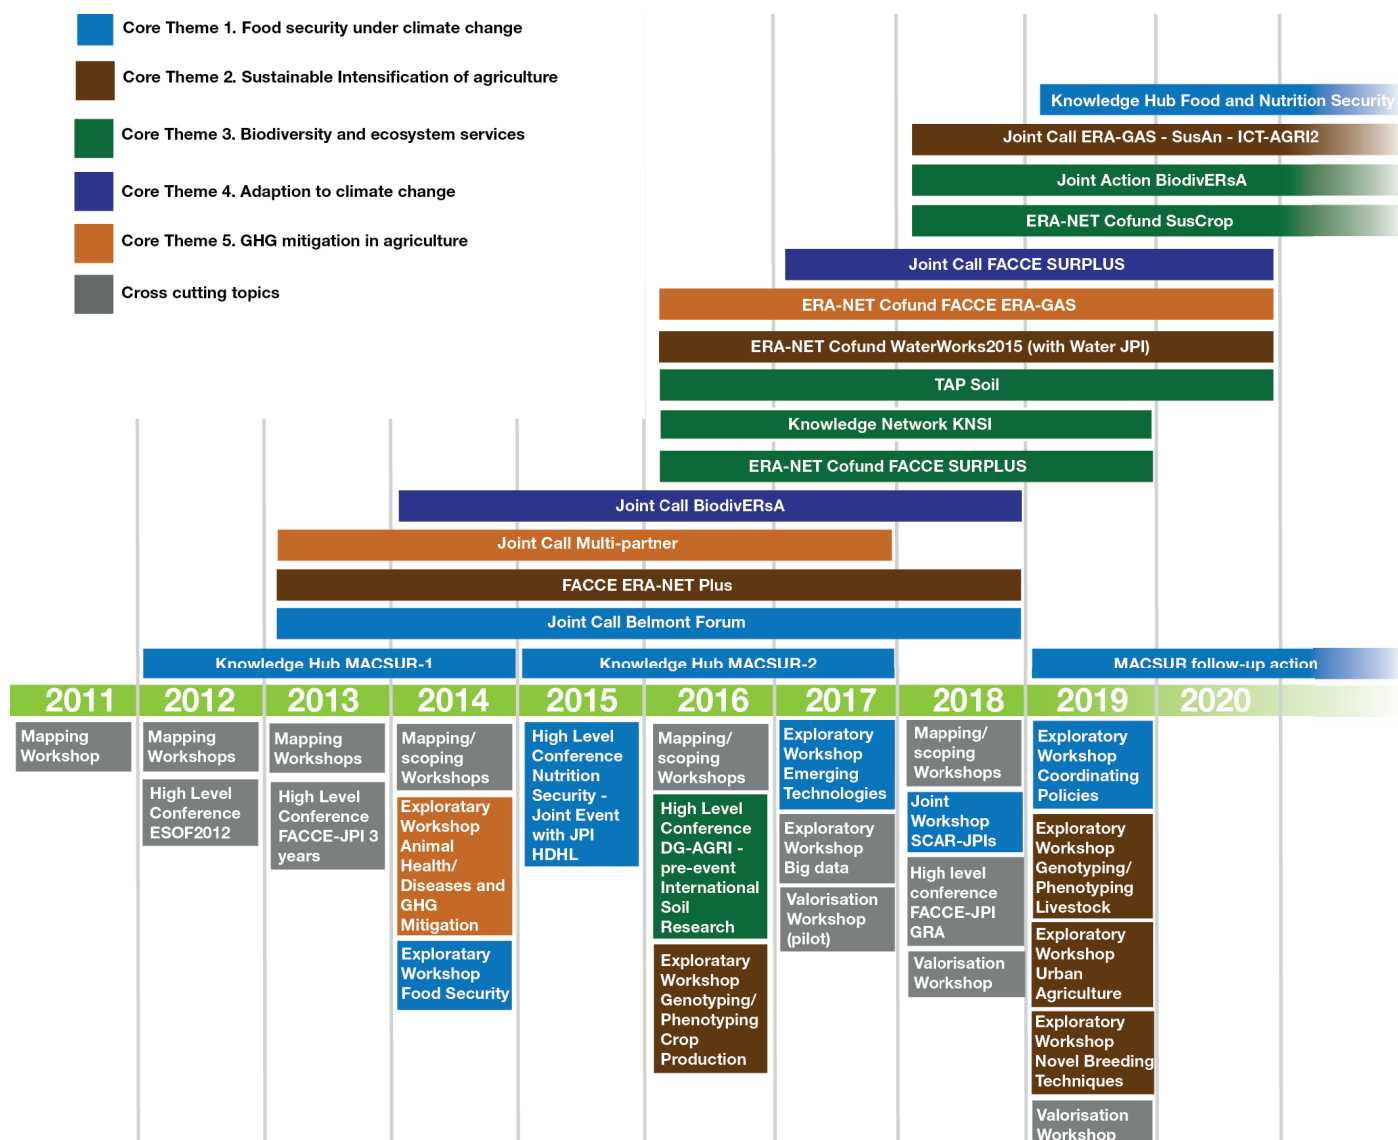 Core Theme 1. Food security under climate change
Core Theme 2. Sustainable Intensification of agriculture
Core Theme 3. Biodiversity and ecosystem services
Core Theme 4. Adaption to climate change
Core Theme 5. GHG mitigation in agriculture
Cross cutting topics
Knowledge Hub Food and Nutrition Security
Joint Call ERA-GAS - SusAn - ICT-AGRI2
Joint Action BiodivERsA
ERA-NET Cofund SusCrop
Joint Call FACCE SURPLUS
ERA-NET Cofund FACCE ERA-GAS
ERA-NET Cofund WaterWorks2015 (with Water JPI)
TAP Soil
Knowledge Network KNSI
ERA-NET Cofund FACCE SURPLUS
Joint Call BiodivERsA
Joint Call Multi-partner
FACCE ERA-NET Plus
Joint Call Belmont Forum
Knowledge Hub MACSUR-1
Knowledge Hub MACSUR-2
MACSUR follow-up action
2011 2012 2013 2014 2015 2016 2017 2018 2019 2020
Mapping
Workshop
Mapping
Workshops
High Level
Conference
ESOF2012
Mapping
Workshops
High Level
Conference
FACCE-JPI 3
years
Mapping/
scoping
Workshops
Exploratary
Workshop
Animal
Health/
Diseases and
GHG
Mitigation
Exploratary
Workshop
Food Security
High Level
Conference
Nutrition
Security -
Joint Event
with JPI
HDHL
Mapping/
scoping
Workshops
High Level
Conference
DG-AGRI -
pre-event
International
Soil
Research
Exploratary
Workshop
Genotyping/
Phenotyping
Crop
Production
Exploratory
Workshop
Emerging
Technologies
Exploratory
Workshop
Big data
Valorisation
Workshop
(pilot)
Mapping/
scoping
Workshops
Joint
Workshop
SCAR-JPIs
High level
conference
FACCE-JPI
GRA
Valorisation
Workshop
Exploratory
Workshop
Coordinating
Policies
Exploratory
Workshop
Genotyping/
Phenotyping
Livestock
Exploratory
Workshop
Urban
Agriculture
Exploratory
Workshop
Novel Breeding
Techniques
Valorisation
Workshop